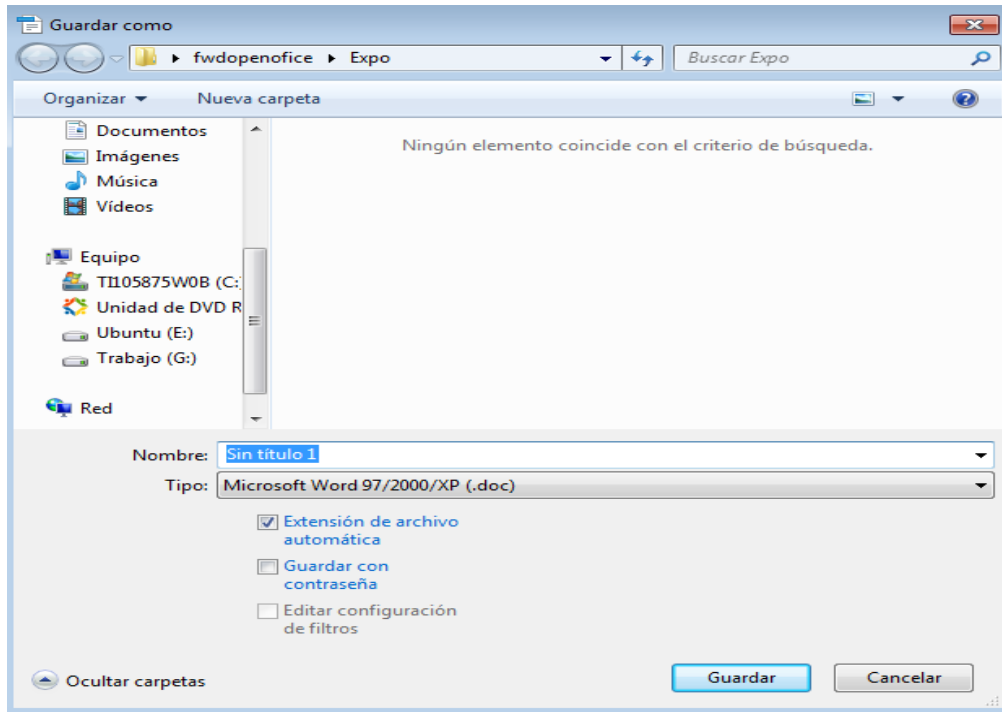 Guardar como
fwdopenofice ▸ Expo
Buscar Expo
Organizar
Nueva carpeta
Documentos
Imágenes
Música
Vídeos
Equipo
TI105875W0B (C:)
Unidad de DVD R
Ubuntu (E:)
Trabajo (G:)
Red
Ningún elemento coincide con el criterio de búsqueda.
Nombre: Sin título 1
Tipo: Microsoft Word 97/2000/XP (.doc)
Extensión de archivo
automática
Guardar con
contraseña
Editar configuración
de filtros
Ocultar carpetas
Guardar
Cancelar